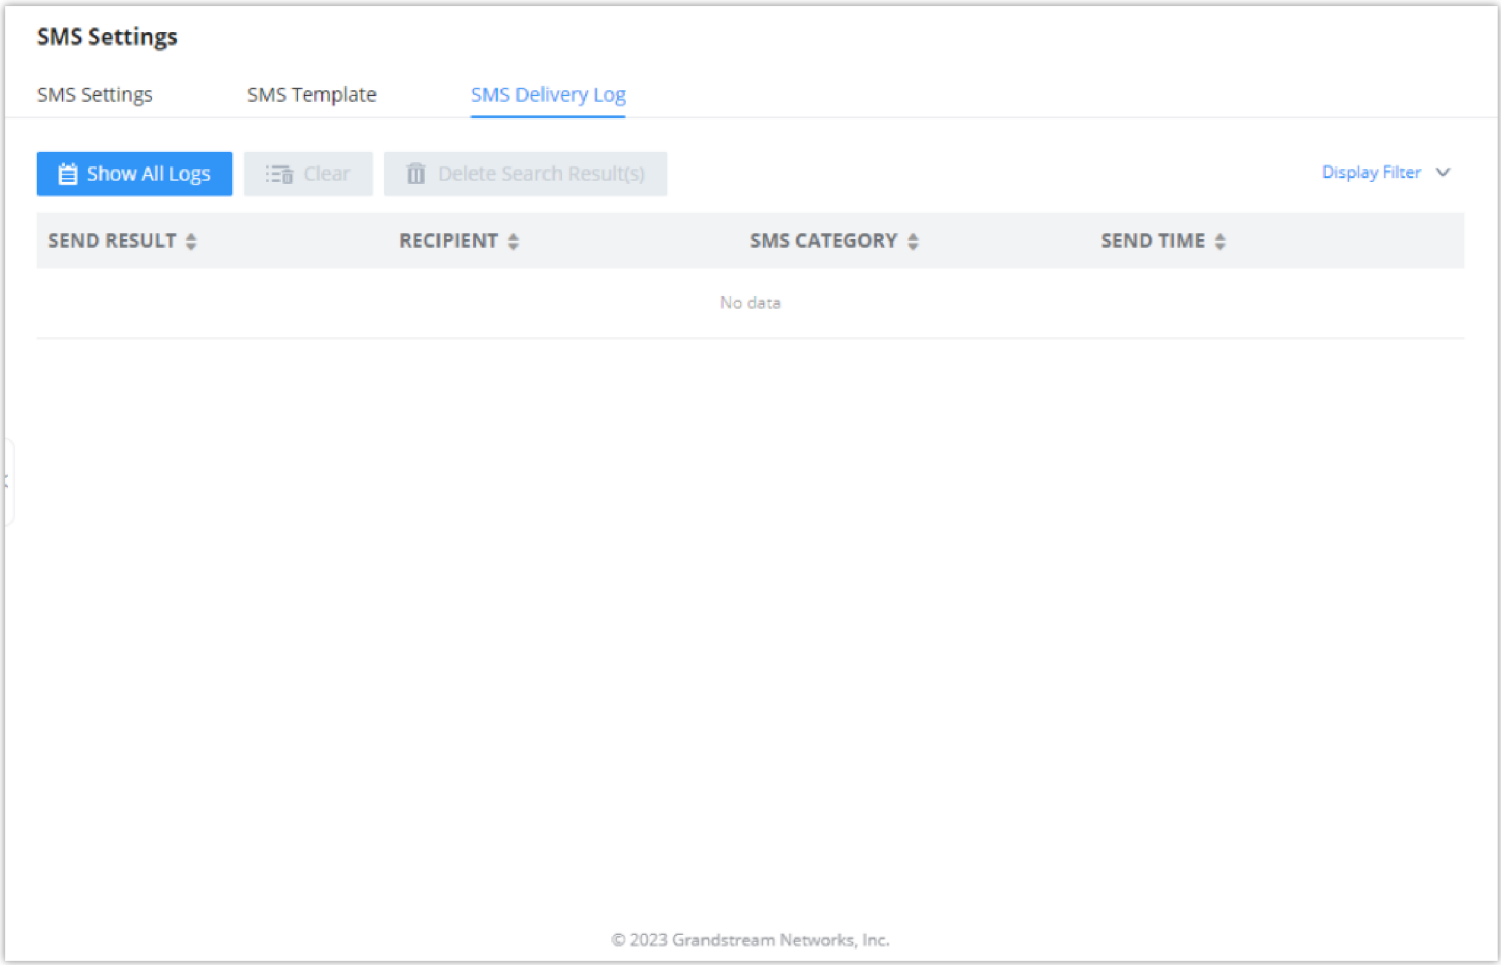 SMS Settings
SMS Settings SMS Template SMS Delivery Log
Show All Logs Clear Delete Search Result(s) Display Filter
SEND RESULT RECIPIENT SMS CATEGORY SEND TIME
No data
© 2023 Grandstream Networks, Inc.